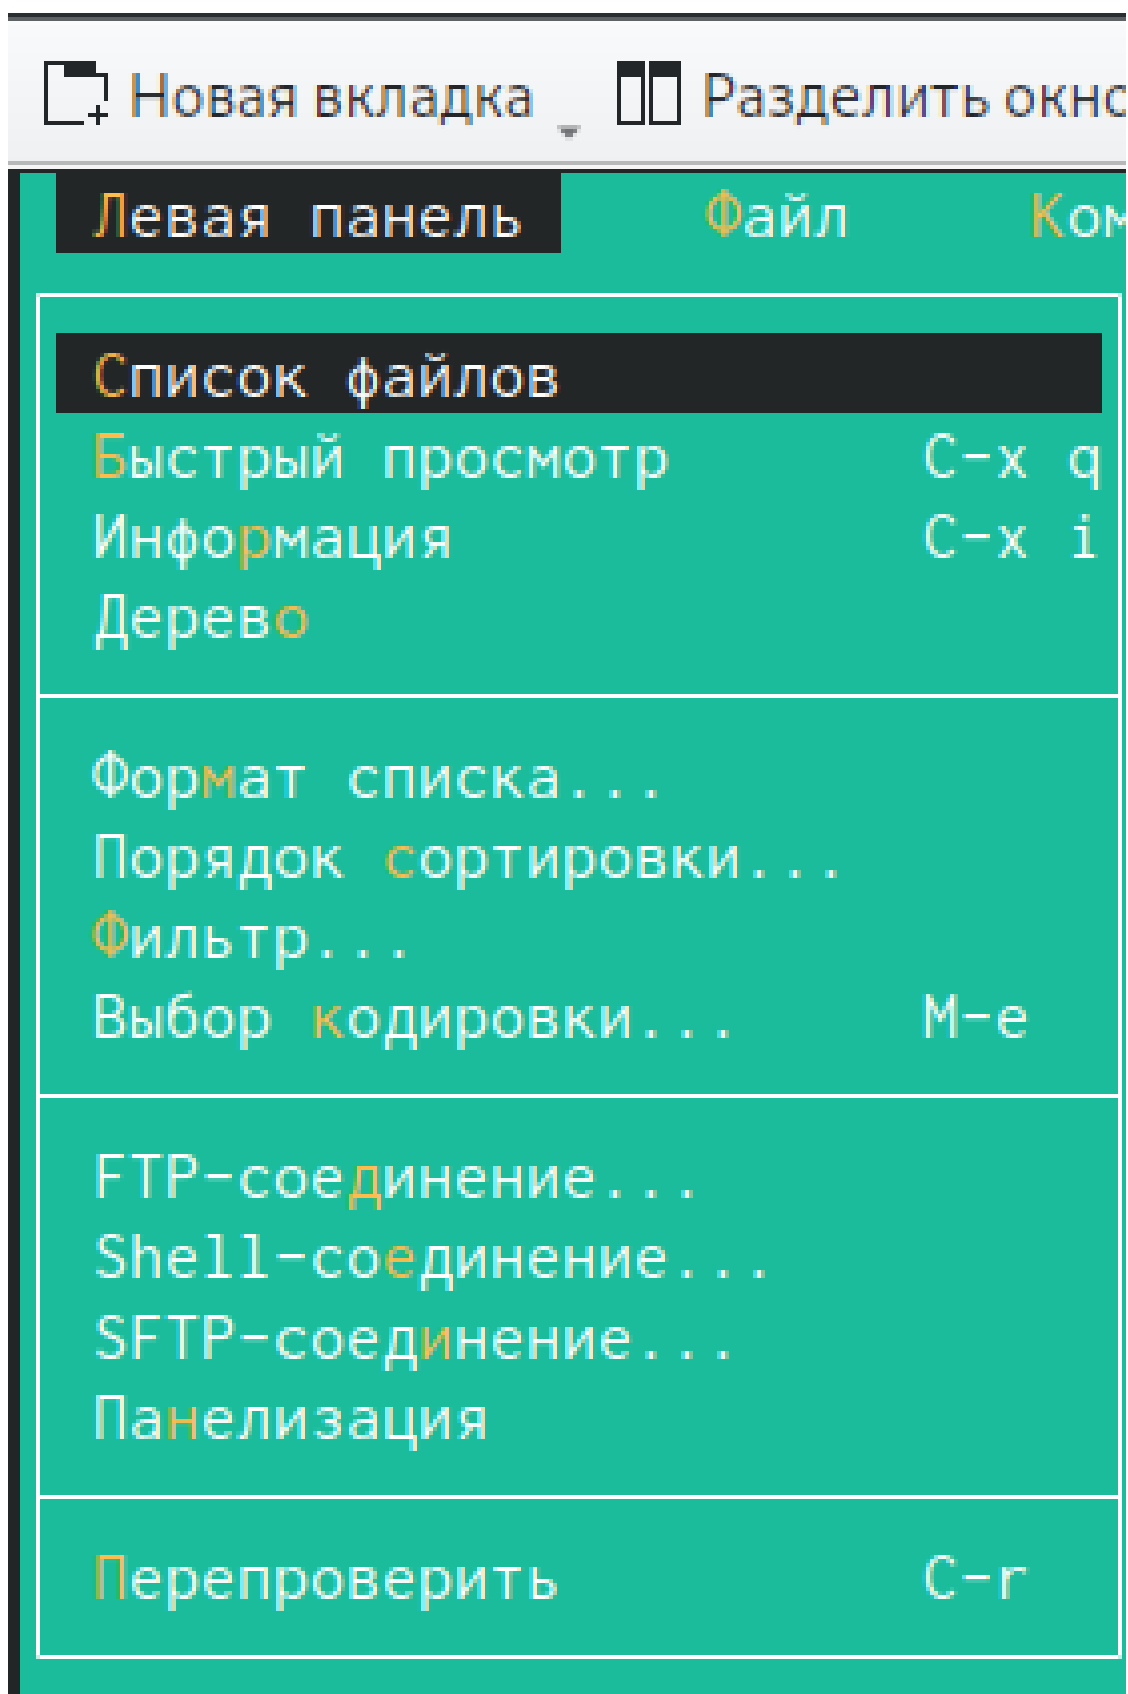 Новая вкладка Разделить окно
Левая панель Файл Ком
Список файлов
Быстрый просмотр C-x q
Информация C-x i
Дерево
Формат списка...
Порядок сортировки...
Фильтр...
Выбор кодировки... M-e
FTP-соединение...
Shell-соединение...
SFTP-соединение...
Панелизация
Перепроверить C-r